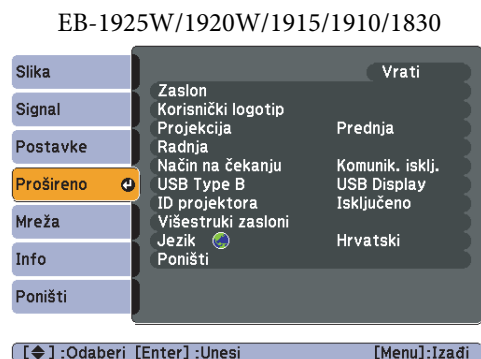 EB-1925W/1920W/1915/1910/1830
Slika
Signal
Postavke
Prošireno
Mreža
Info
Poništi
Vrati
Zaslon
Korisnički logotip
Projekcija Prednja
Radnja
Način na čekanju Komunik. isklj.
USB Type B USB Display
ID projektora Isključeno
Višestruki zasloni
Jezik Hrvatski
Poništi
[◆] :Odaberi [Enter] :Unesi [Menu]:Izađi